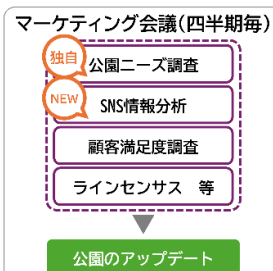 マーケティング会議(四半期毎)
独自
公園ニーズ調査
NEW
SNS情報分析
顧客満足度調査
ラインセンサス 等
公園のアップデート